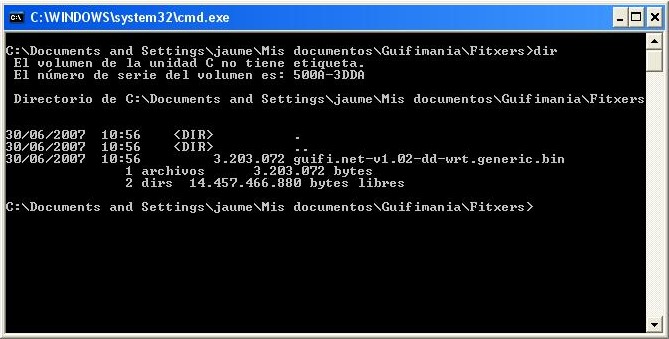 C:\WINDOWS\system32\cmd.exe
C:\Documents and Settings\jaume\Mis documentos\Guifimania\Fitxers>dir
El volumen de la unidad C no tiene etiqueta.
El número de serie del volumen es: 500A-3DDA
Directorio de C:\Documents and Settings\jaume\Mis documentos\Guifimania\Fitxers
30/06/2007  10:56    <DIR>          .
30/06/2007  10:56    <DIR>          ..
30/06/2007  10:56         3.203.072 guifi.net-v1.02-dd-wrt.generic.bin
1 archivos      3.203.072 bytes
2 dirs  14.457.466.880 bytes libres
C:\Documents and Settings\jaume\Mis documentos\Guifimania\Fitxers>